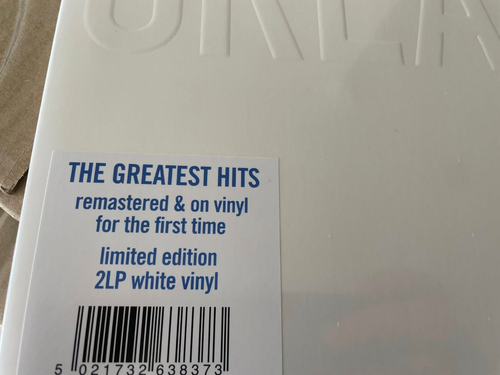 THE GREATEST HITS
remastered & on vinyl
for the first time
limited edition
2LP white vinyl
5 021732 638373